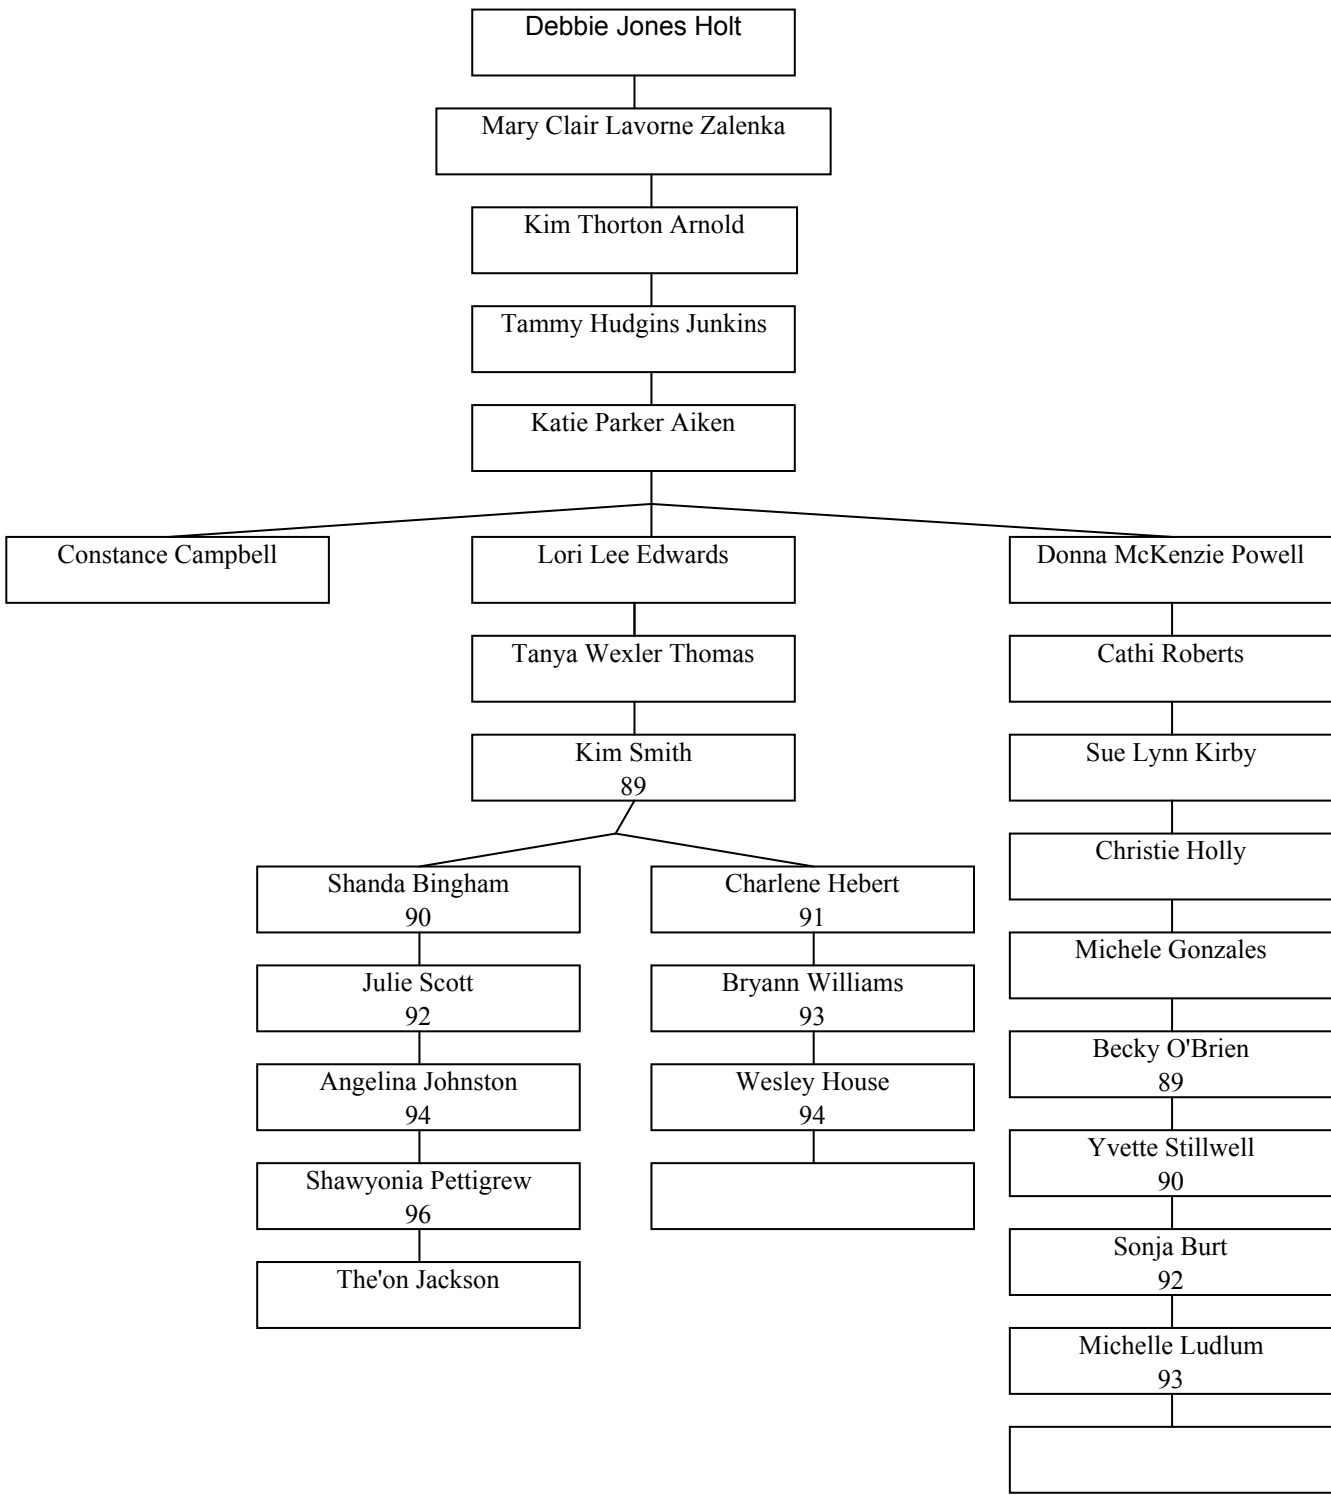 Debbie Jones Holt
Mary Clair Lavorne Zalenka
Kim Thorton Arnold
Tammy Hudgins Junkins
Katie Parker Aiken
Constance Campbell
Lori Lee Edwards
Donna McKenzie Powell
Tanya Wexler Thomas
Cathi Roberts
Kim Smith
89
Sue Lynn Kirby
Christie Holly
Shanda Bingham
90
Charlene Hebert
91
Michele Gonzales
Julie Scott
92
Bryann Williams
93
Becky O'Brien
89
Angelina Johnston
94
Wesley House
94
Yvette Stillwell
90
Shawyonia Pettigrew
96
Sonja Burt
92
The'on Jackson
Michelle Ludlum
93